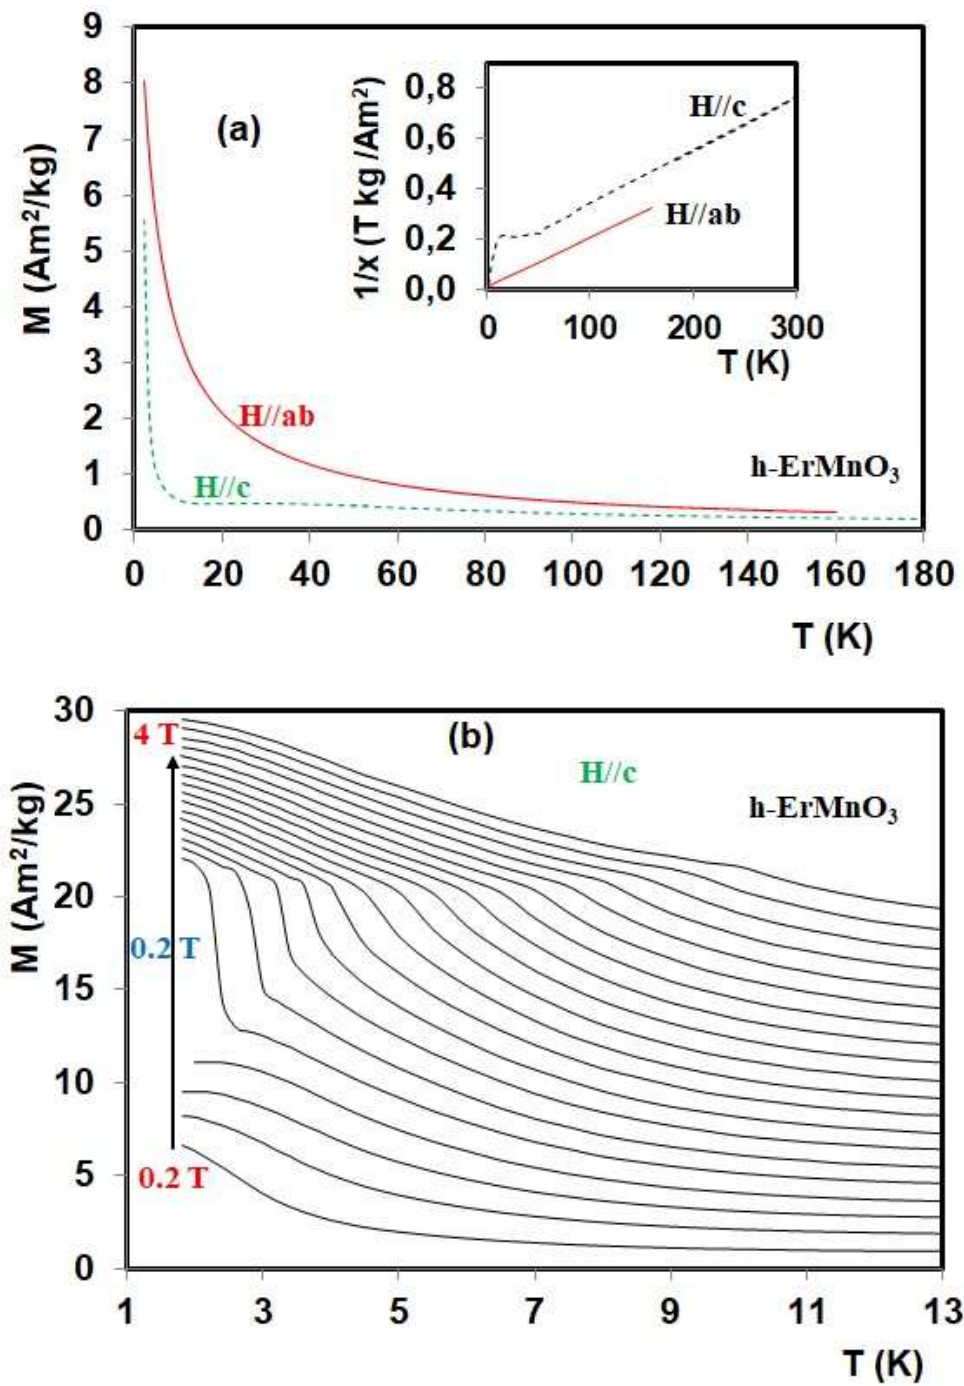 9
8
7
6
5
4
3
2
1
0
M (Am²/kg)
(a)
0,8
0,6
0,4
0,2
0,0
1/x (T kg /Am²)
H//c
H//ab
0 100 200 300
T (K)
H//ab
H//c
h-ErMnO₃
0 20 40 60 80 100 120 140 160 180
T (K)
30
25
20
15
10
5
0
M (Am²/kg)
4 T
(b)
H//c
h-ErMnO₃
0.2 T
0.2 T
1 3 5 7 9 11 13
T (K)